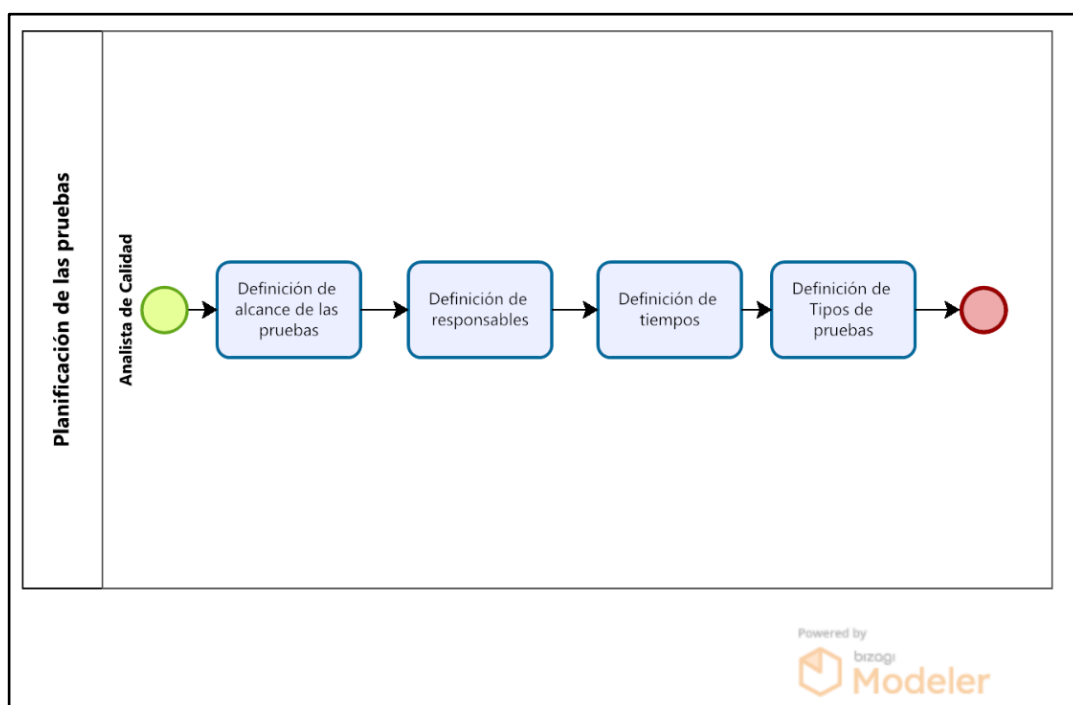 Planificación de las pruebas
Analista de Calidad
Definición de
alcance de las
pruebas
Definición de
responsables
Definición de
tiempos
Definición de
Tipos de
pruebas
Powered by
bizagi
Modeler